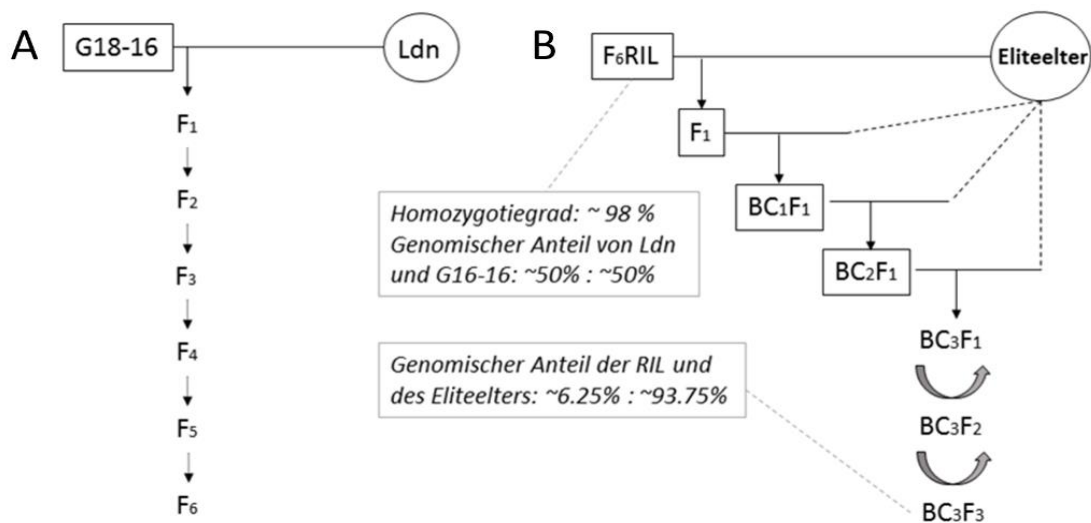 A
G18-16
Ldn
F₁
F₂
F₃
F₄
F₅
F₆
B
F₆RIL
Eliteelter
F₁
BC₁F₁
BC₂F₁
BC₃F₁
BC₃F₂
BC₃F₃
Homozygotiegrad: ~ 98 %
Genomischer Anteil von Ldn
und G16-16: ~50% : ~50%
Genomischer Anteil der RIL und
des Eliteelters: ~6.25% : ~93.75%